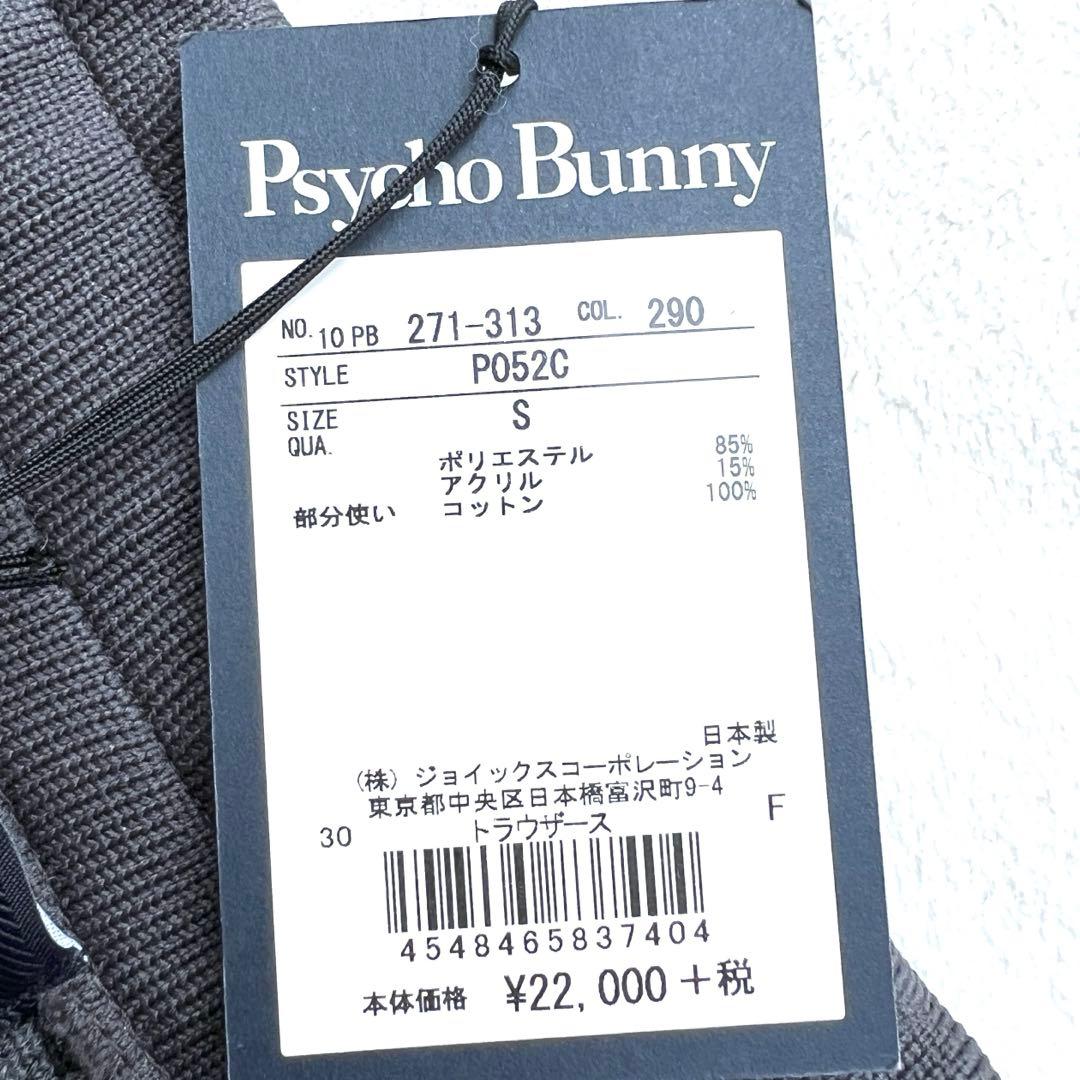 Psycho Bunny
NO. 10 PB 271-313 COL. 290
STYLE P052C
SIZE S
QUA.
ポリエステル 85%
アクリル 15%
部分使い コットン 100%
日本製
(株) ジョイックスコーポレーション
東京都中央区日本橋富沢町9-4
30 トラウザース F
4548465837404
本体価格 ¥22,000+税